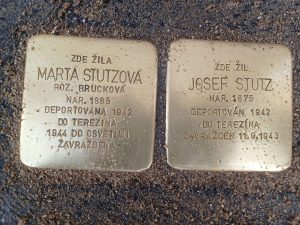 ZDE ŽILA
MARTA STUTZOVÁ
ROZ. BRUCKOVÁ
NAR. 1885
DEPORTOVÁNA 1942
DO TEREZÍNA
1944 DO OSVĚTIMI
ZAVRAŽDĚNA
ZDE ŽIL
JOSEF STUTZ
NAR. 1875
DEPORTOVÁN 1942
DO TEREZÍNA
ZAVRAŽDĚN 11.9.1943